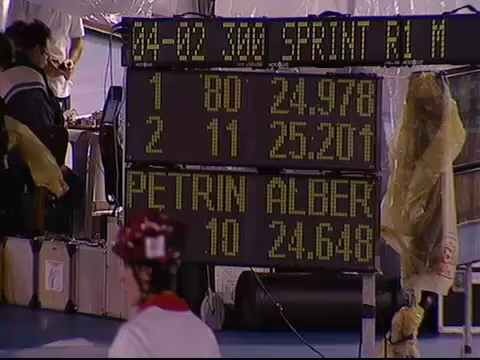 04-02 300 SPRINT R1 M
1 80 24.978
2 11 25.201
PETRIN ALBER
10 24.648